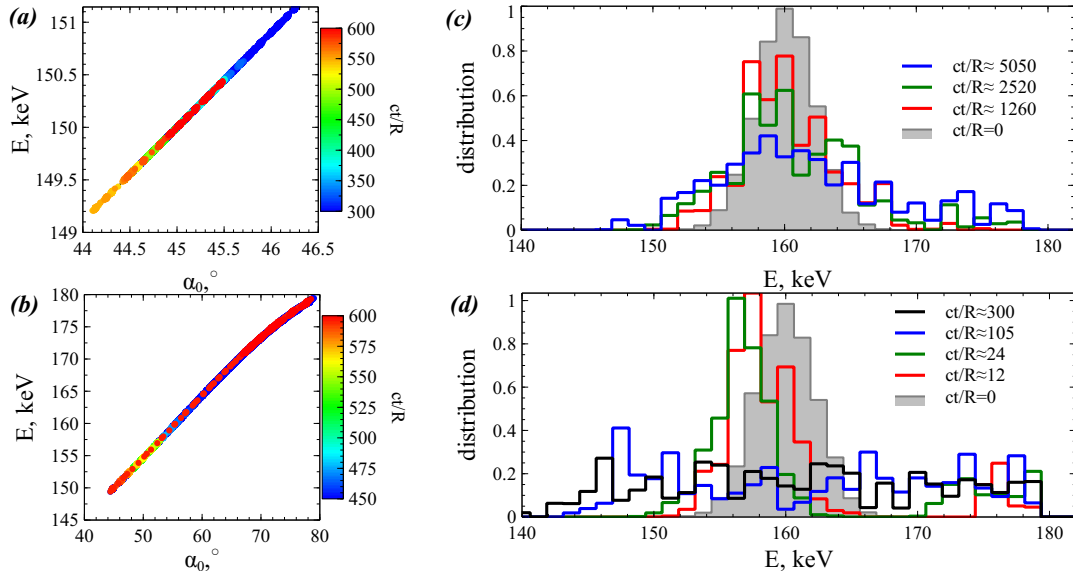 (a)
E, keV
151
150.5
150
149.5
149
44
44.5
45
45.5
46
46.5
α₀,°
600
550
500
450
400
350
300
ct/R
(b)
E, keV
180
175
170
165
160
155
150
145
40
50
60
70
80
α₀,°
600
550
500
450
ct/R
(c)
distribution
1
0.8
0.6
0.4
0.2
0
140
150
160
170
180
E, keV
ct/R≈ 5050
ct/R≈ 2520
ct/R≈ 1260
ct/R=0
(d)
distribution
1
0.8
0.6
0.4
0.2
0
140
150
160
170
180
E, keV
ct/R≈300
ct/R≈105
ct/R≈24
ct/R≈12
ct/R=0